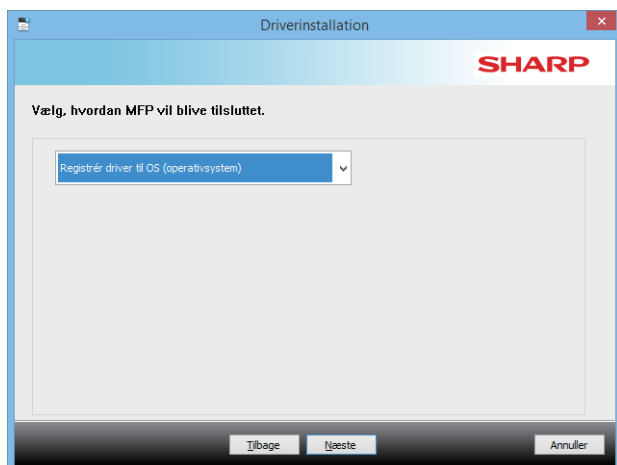 Driverinstallation
SHARP
Vælg, hvordan MFP vil blive tilsluttet.
Registrér driver til OS (operativsystem)
Tilbage Næste Annuller